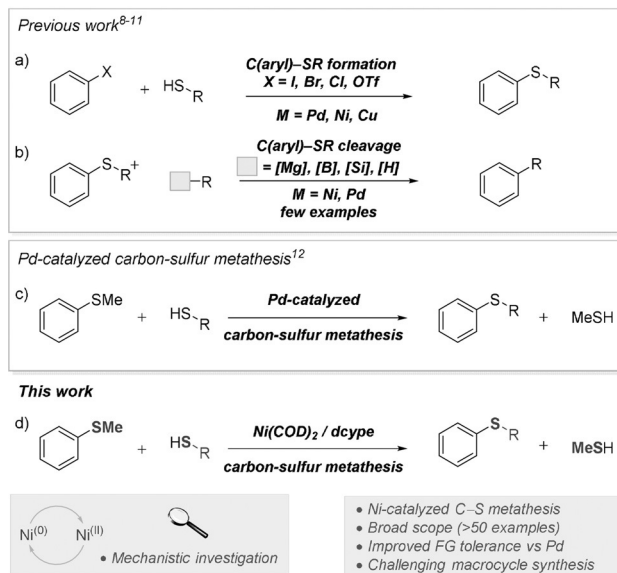 Previous work8-11
a)
X
+
HS
R
C(aryl)–SR formation
X = I, Br, Cl, OTf
M = Pd, Ni, Cu
S
R
b)
S
R
+
R
C(aryl)–SR cleavage
= [Mg], [B], [Si], [H]
M = Ni, Pd
few examples
R
Pd-catalyzed carbon-sulfur metathesis12
c)
SMe
+
HS
R
Pd-catalyzed
carbon-sulfur metathesis
S
R
+
MeSH
This work
d)
SMe
+
HS
R
Ni(COD)2 / dcype
carbon-sulfur metathesis
S
R
+
MeSH
Ni(0)
Ni(II)
• Mechanistic investigation
• Ni-catalyzed C–S metathesis
• Broad scope (>50 examples)
• Improved FG tolerance vs Pd
• Challenging macrocycle synthesis